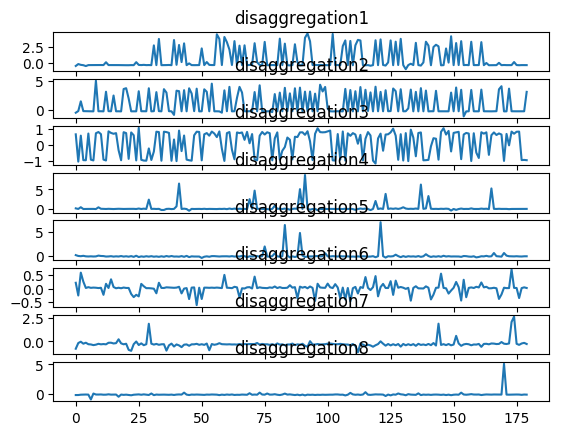 disaggregation1
2.5
0.0
disaggregation2
5
0
disaggregation3
1
0
−1
disaggregation4
5
0
disaggregation5
5
0
disaggregation6
0.5
0.0
−0.5
disaggregation7
2.5
0.0
disaggregation8
5
0
0 25 50 75 100 125 150 175